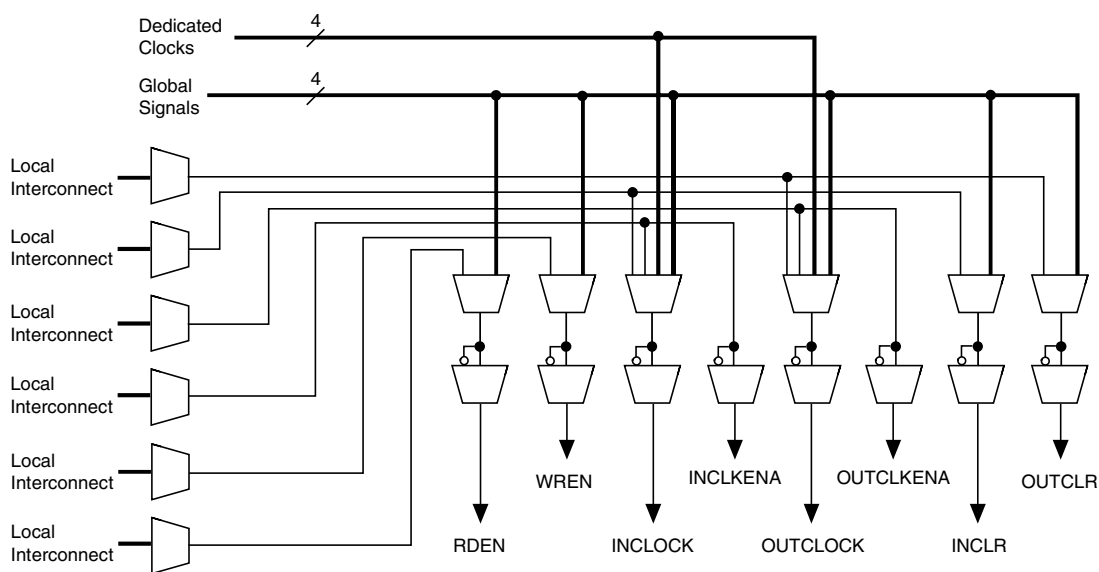 Dedicated
Clocks
4
Global
Signals
4
Local
Interconnect
Local
Interconnect
Local
Interconnect
Local
Interconnect
Local
Interconnect
Local
Interconnect
WREN
INCLKENA
OUTCLKENA
OUTCLR
RDEN
INCLOCK
OUTCLOCK
INCLR